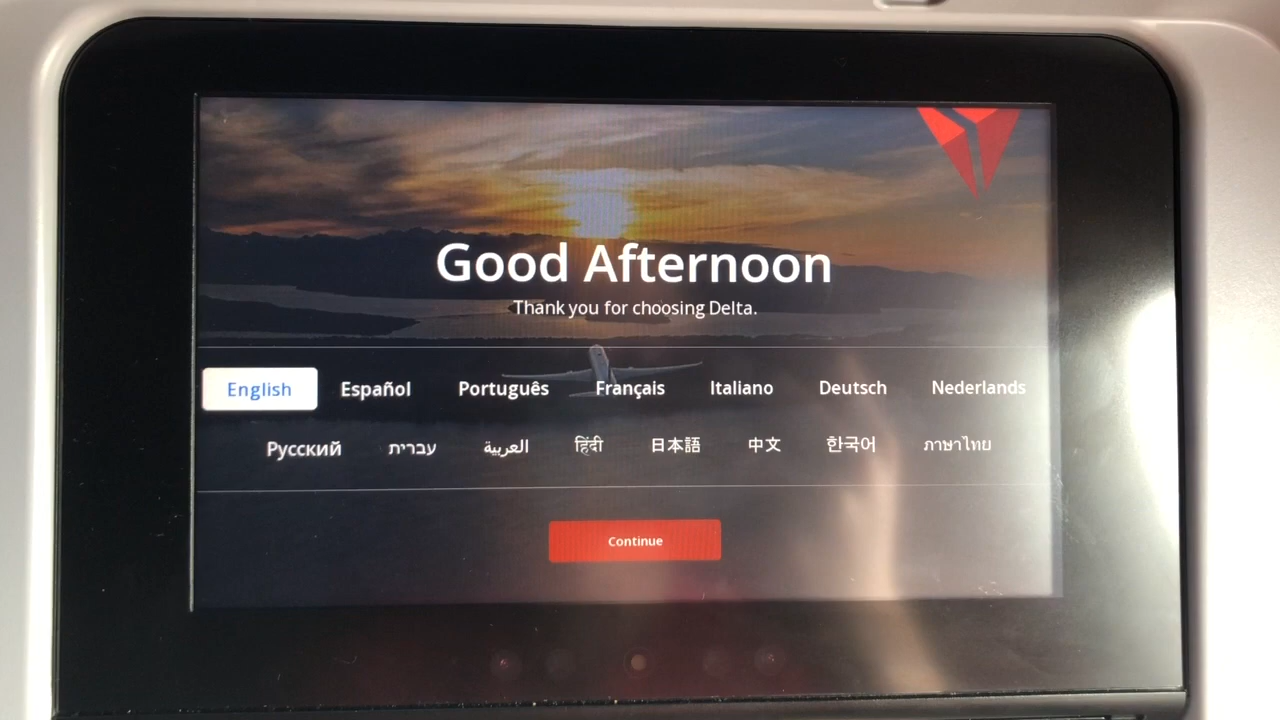 Good Afternoon
Thank you for choosing Delta.
English Español Português Français Italiano Deutsch Nederlands
Русский עברית العربية हिंदी 日本語 中文 한국어 ภาษาไทย
Continue